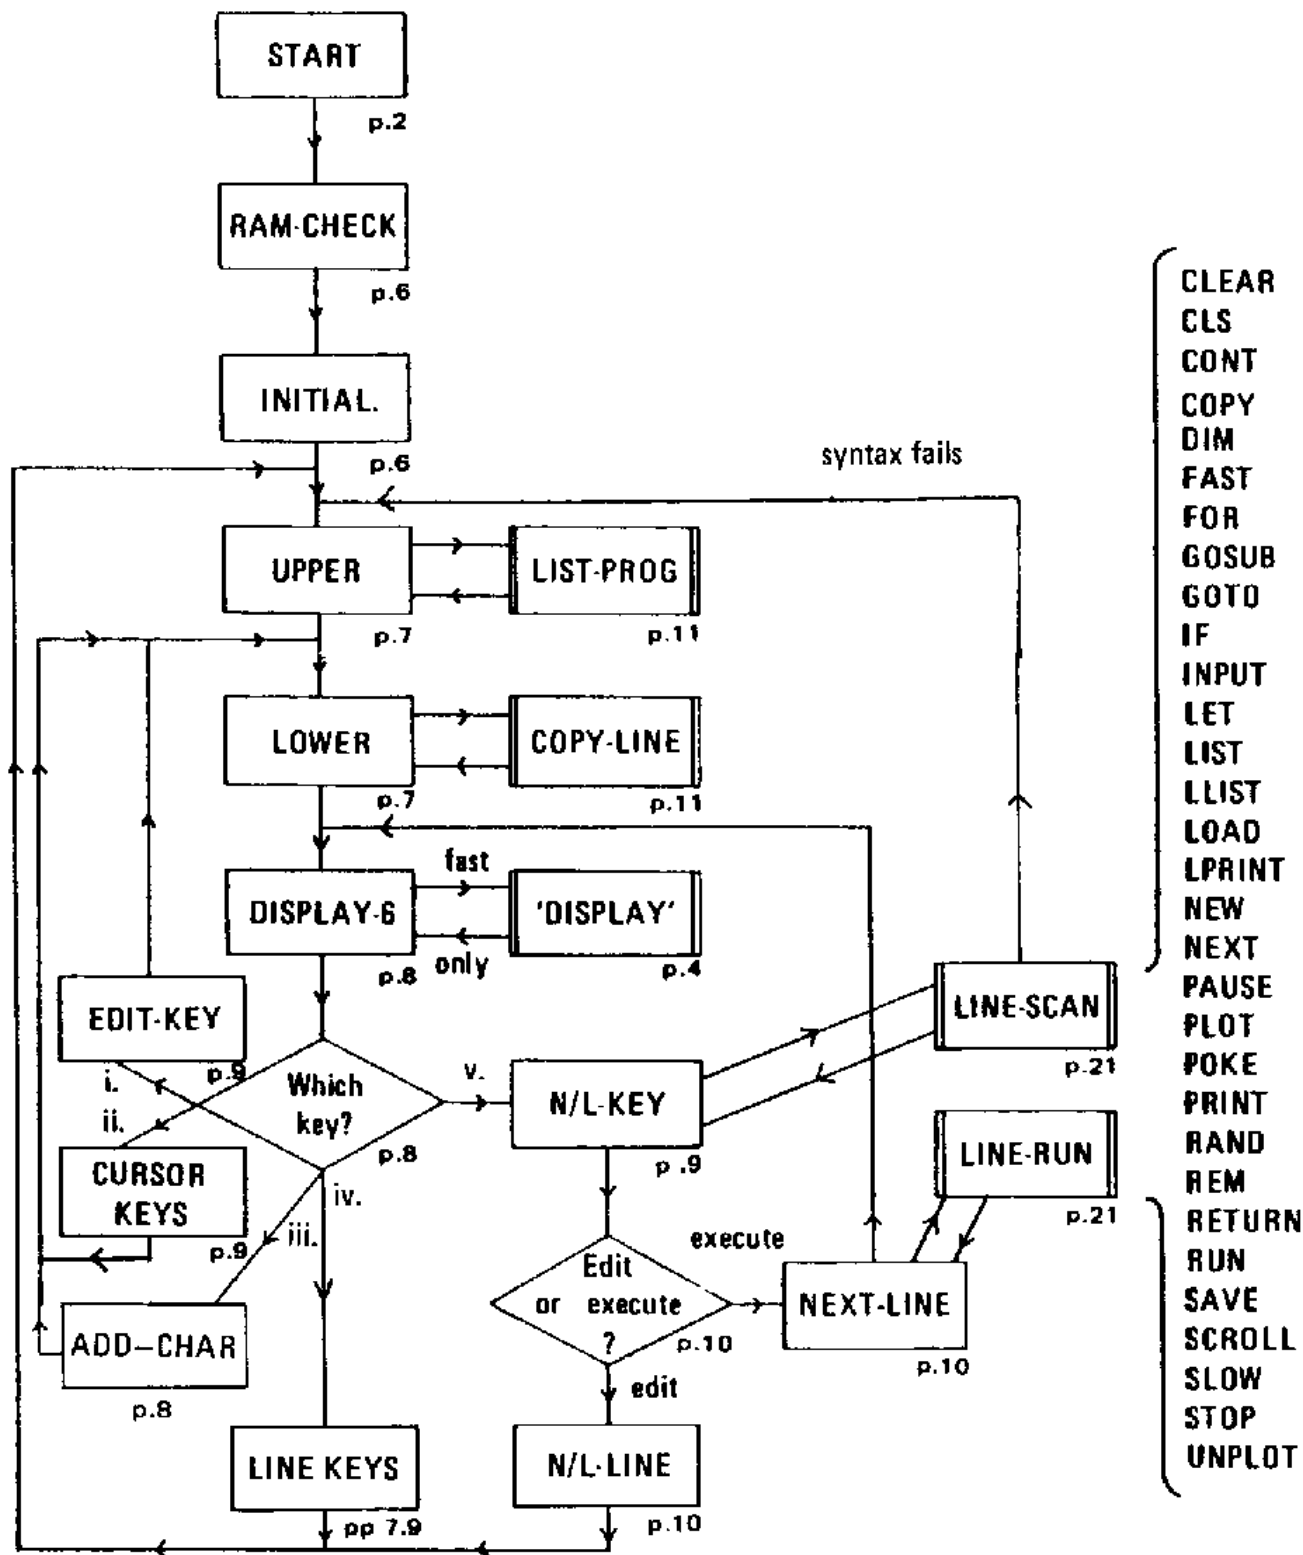 START
p.2
RAM-CHECK
p.6
INITIAL.
p.6
syntax fails
UPPER
LIST-PROG
p.7
p.11
LOWER
COPY-LINE
p.7
p.11
fast
DISPLAY-6
'DISPLAY'
only
p.8
p.4
EDIT-KEY
p.9
LINE-SCAN
p.21
i.
ii.
Which
key?
p.8
v.
N/L-KEY
p.9
CURSOR
KEYS
p.9
iv.
iii.
LINE-RUN
p.21
execute
Edit
or execute
?
p.10
NEXT-LINE
p.10
ADD-CHAR
p.8
edit
LINE KEYS
pp 7.9
N/L-LINE
p.10
CLEAR
CLS
CONT
COPY
DIM
FAST
FOR
GOSUB
GOTO
IF
INPUT
LET
LIST
LLIST
LOAD
LPRINT
NEW
NEXT
PAUSE
PLOT
POKE
PRINT
RAND
REM
RETURN
RUN
SAVE
SCROLL
SLOW
STOP
UNPLOT